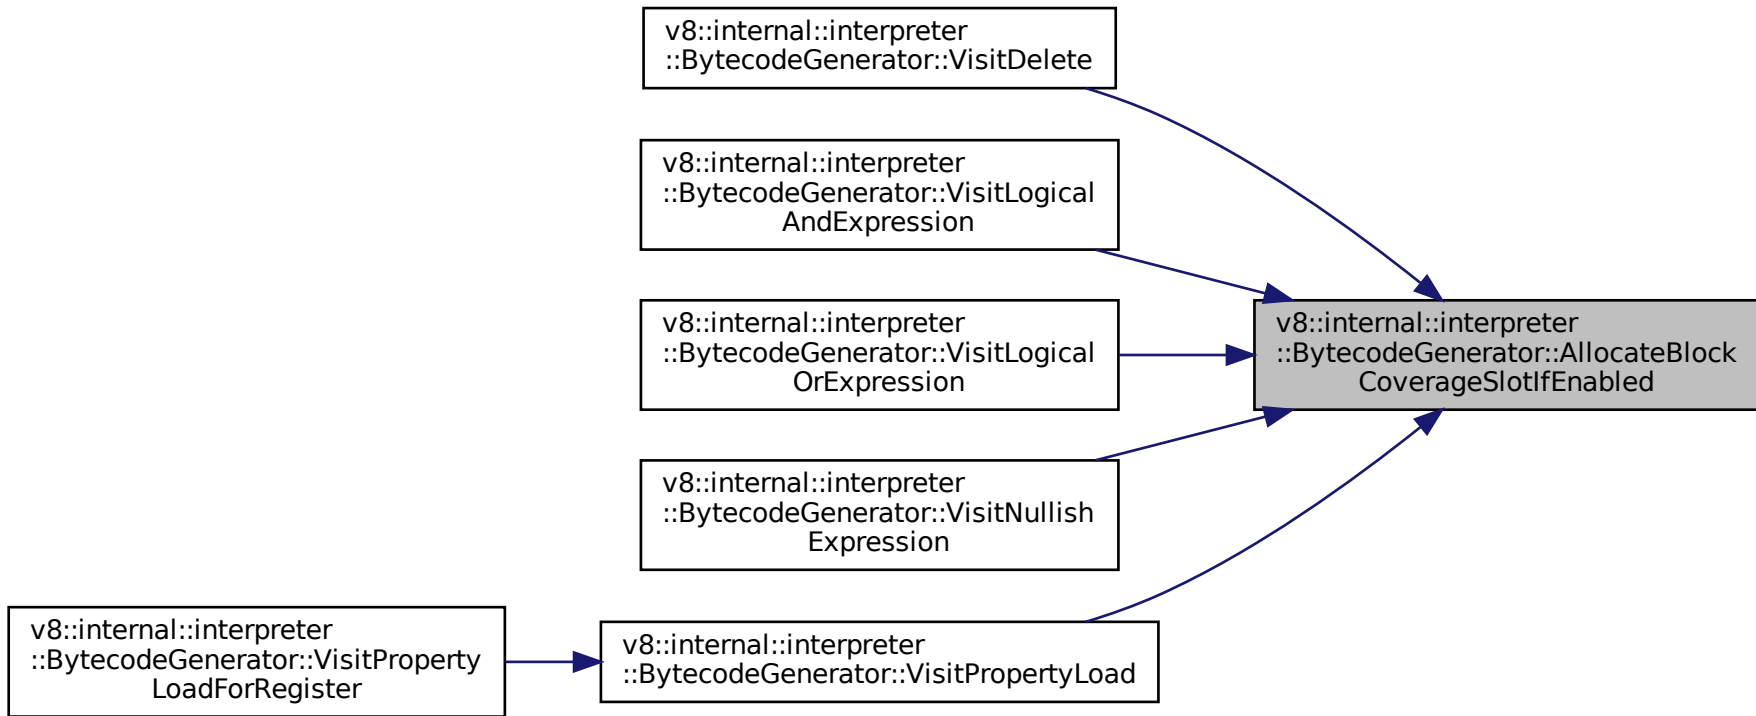 v8::internal::interpreter
::BytecodeGenerator::VisitDelete
v8::internal::interpreter
::BytecodeGenerator::VisitLogical
AndExpression
v8::internal::interpreter
::BytecodeGenerator::VisitLogical
OrExpression
v8::internal::interpreter
::BytecodeGenerator::AllocateBlock
CoverageSlotIfEnabled
v8::internal::interpreter
::BytecodeGenerator::VisitNullish
Expression
v8::internal::interpreter
::BytecodeGenerator::VisitProperty
LoadForRegister
v8::internal::interpreter
::BytecodeGenerator::VisitPropertyLoad